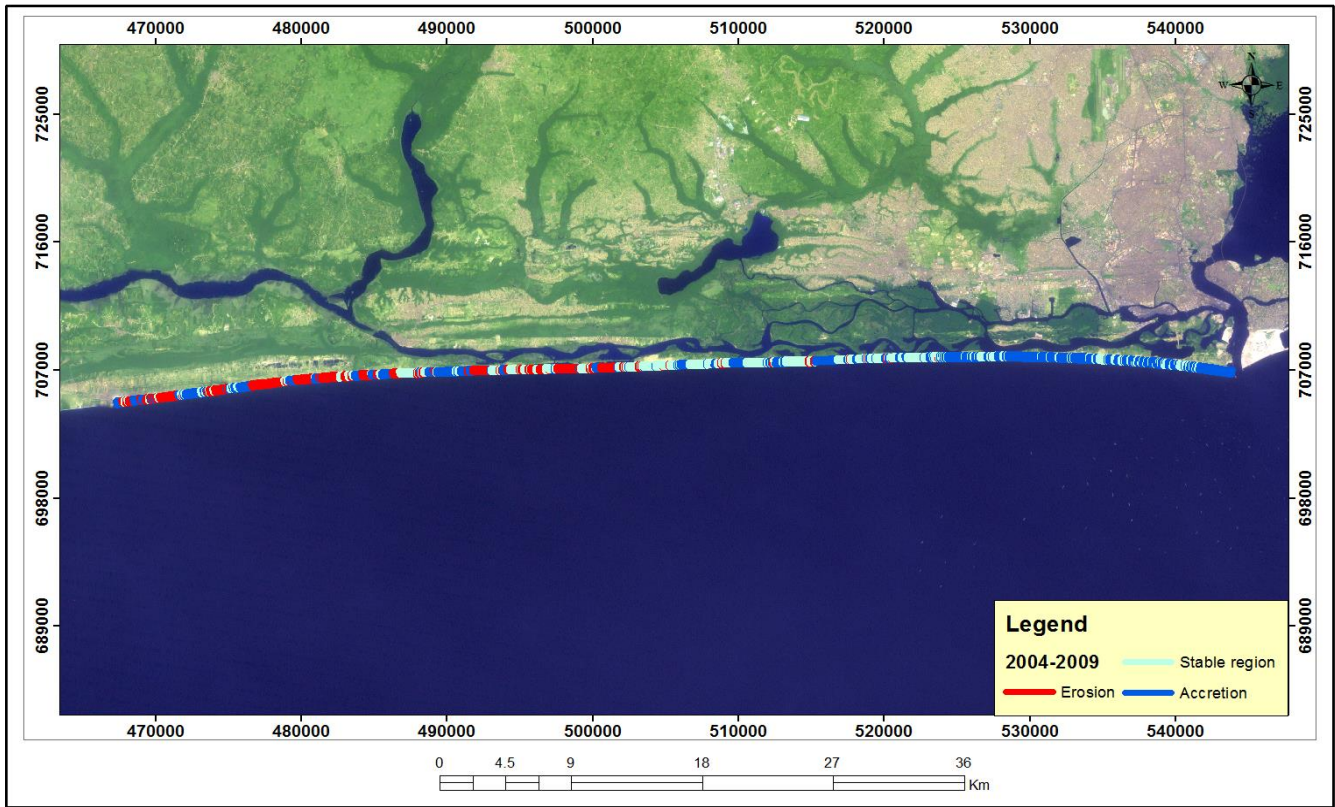 470000 480000 490000 500000 510000 520000 530000 540000
N
W E
S
725000 725000
716000 716000
707000 707000
698000 698000
689000 689000
Legend
2004-2009 Stable region
Erosion Accretion
470000 480000 490000 500000 510000 520000 530000 540000
0 4.5 9 18 27 36
Km